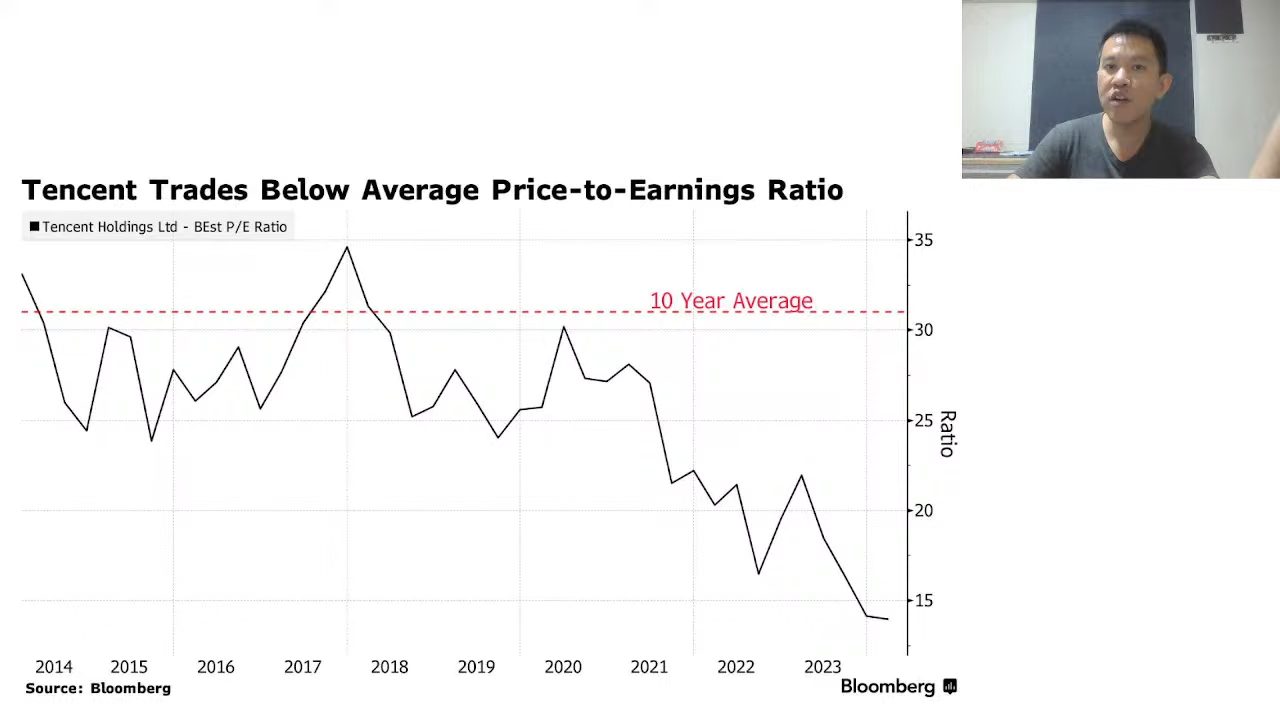 Tencent Trades Below Average Price-to-Earnings Ratio
Tencent Holdings Ltd - BEst P/E Ratio
10 Year Average
35
30
25
20
15
Ratio
2014 2015 2016 2017 2018 2019 2020 2021 2022 2023
Source: Bloomberg
Bloomberg